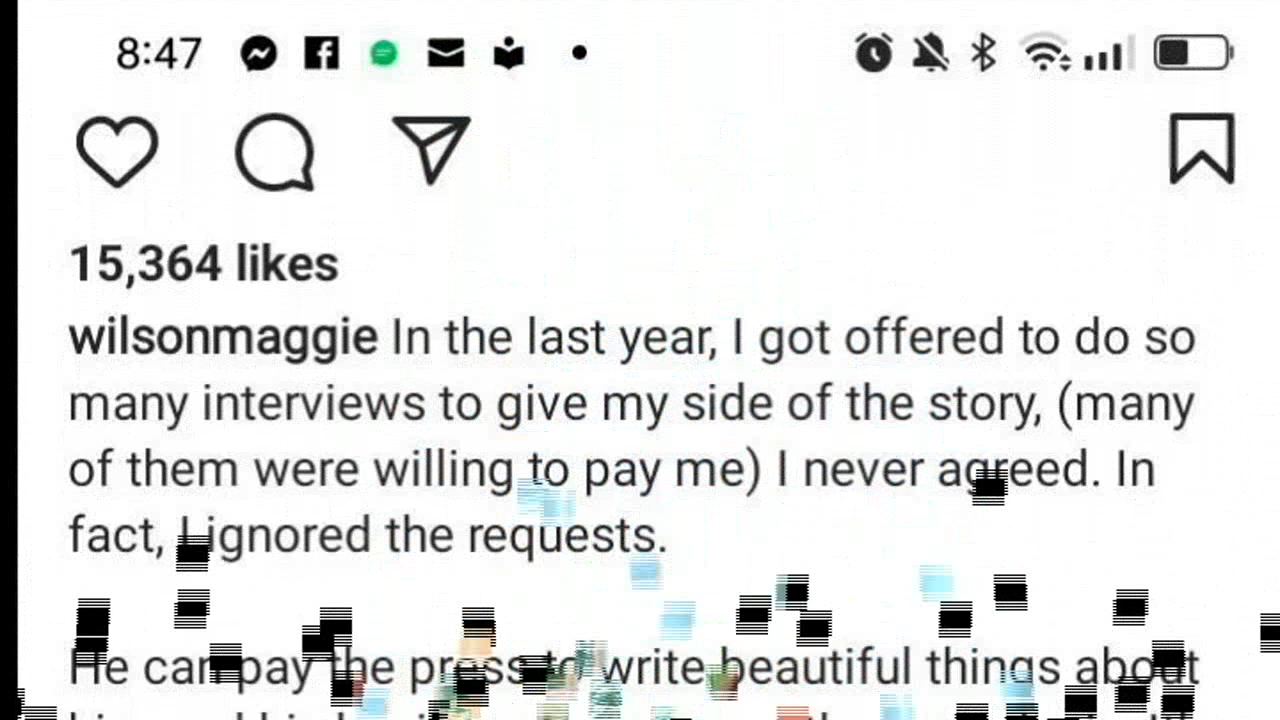 8:47
15,364 likes
wilsonmaggie In the last year, I got offered to do so
many interviews to give my side of the story, (many
of them were willing to pay me) I never agreed. In
fact, I ignored the requests.
He can pay the press to write beautiful things about